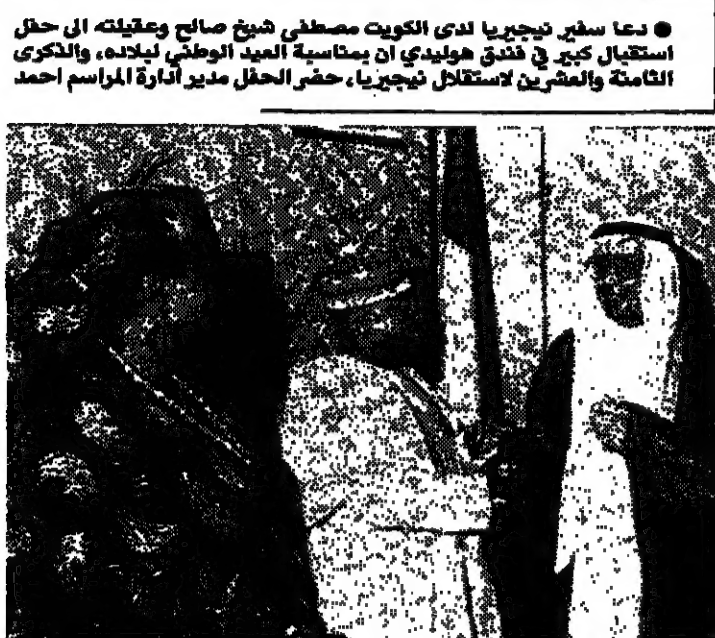 ● دعا سفير نيجيريا لدى الكويت مصطفى شيخ صالح وعقيلته الى حفل
استقبال كبير في فندق هوليدي ان بمناسبة العيد الوطني لبلاده، والذكرى
الثامنة والعشرين لاستقلال نيجيريا، حضر الحفل مدير ادارة المراسم احمد